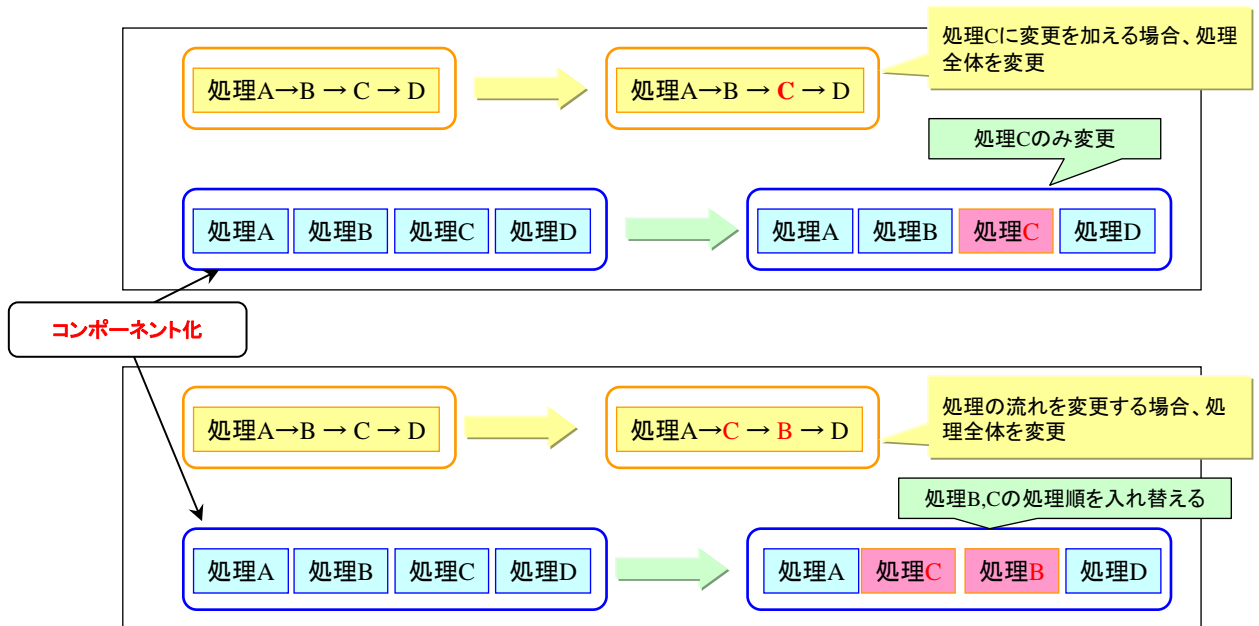 処理Cに変更を加える場合、処理
全体を変更
処理A→B → C → D
処理A→B → C → D
処理Cのみ変更
処理A
処理B
処理C
処理D
処理A
処理B
処理C
処理D
コンポーネント化
処理の流れを変更する場合、処
理全体を変更
処理A→B → C → D
処理A→C → B → D
処理B,Cの処理順を入れ替える
処理A
処理B
処理C
処理D
処理A
処理C
処理B
処理D